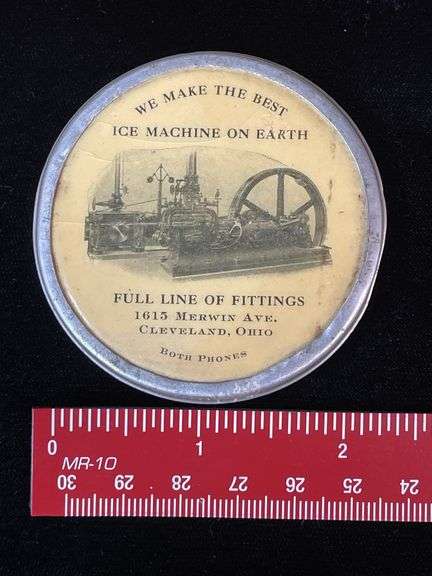 WE MAKE THE BEST
ICE MACHINE ON EARTH
FULL LINE OF FITTINGS
1615 MERWIN AVE.
CLEVELAND, OHIO
BOTH PHONES
0 1 2
MR-10
30 29 28 27 26 25 24